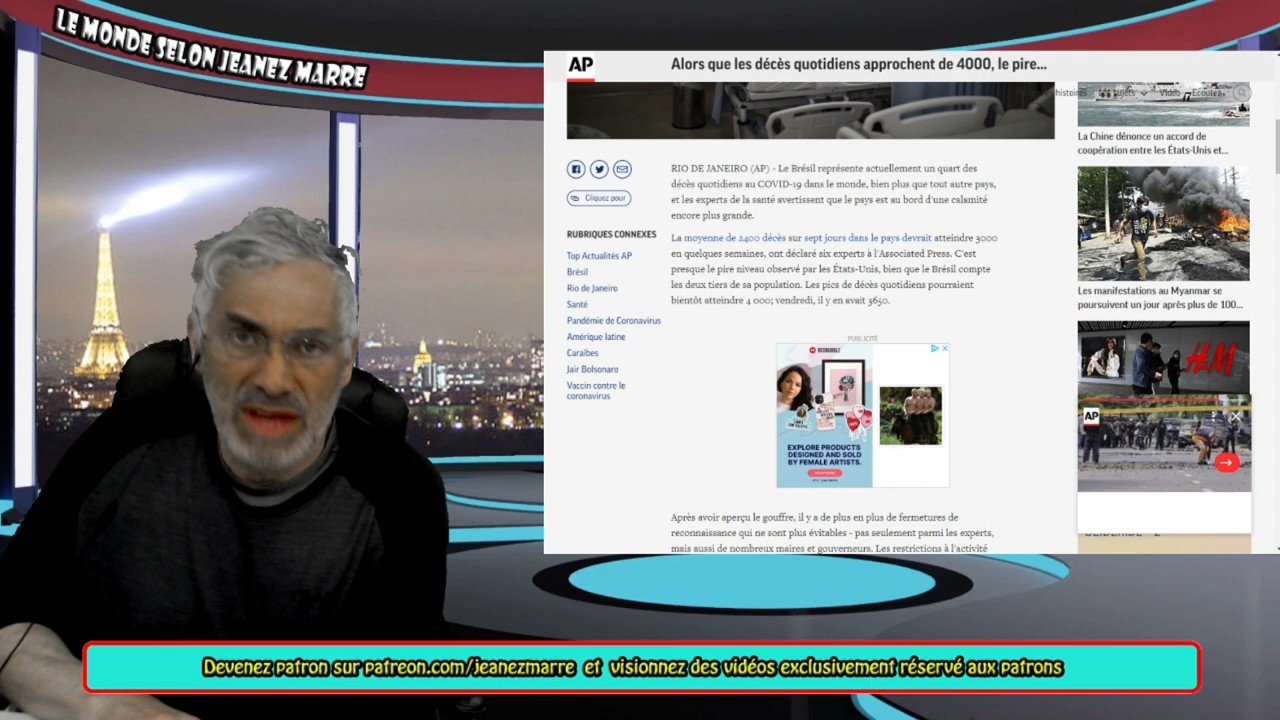 LE MONDE SELON JEANEZ MARRE
AP
Alors que les décès quotidiens approchent de 4000, le pire...
histoires
Vidéo
Écoutez
La Chine dénonce un accord de
coopération entre les États-Unis et...
RIO DE JANEIRO (AP) - Le Brésil représente actuellement un quart des
décès quotidiens au COVID-19 dans le monde, bien plus que tout autre pays,
et les experts de la santé avertissent que le pays est au bord d'une calamité
encore plus grande.
Cliquez pour
RUBRIQUES CONNEXES
Top Actualités AP
Brésil
Rio de Janeiro
Santé
Pandémie de Coronavirus
Amérique latine
Caraïbes
Jair Bolsonaro
Vaccin contre le
coronavirus
La moyenne de 2400 décès sur sept jours dans le pays devrait atteindre 3000
en quelques semaines, ont déclaré six experts à l'Associated Press. C'est
presque le pire niveau observé par les États-Unis, bien que le Brésil compte
les deux tiers de sa population. Les pics de décès quotidiens pourraient
bientôt atteindre 4 000; vendredi, il y en avait 3650.
Les manifestations au Myanmar se
poursuivent un jour après plus de 100...
PUBLICITÉ
REDBUBBLE
EXPLORE PRODUCTS
DESIGNED AND SOLD
BY FEMALE ARTISTS.
H&M
AP
Après avoir aperçu le gouffre, il y a de plus en plus de fermetures de
reconnaissance qui ne sont plus évitables - pas seulement parmi les experts,
mais aussi de nombreux maires et gouverneurs. Les restrictions à l'activité
Devenez patron sur patreon.com/jeanezmarre et visionnez des vidéos exclusivement réservé aux patrons